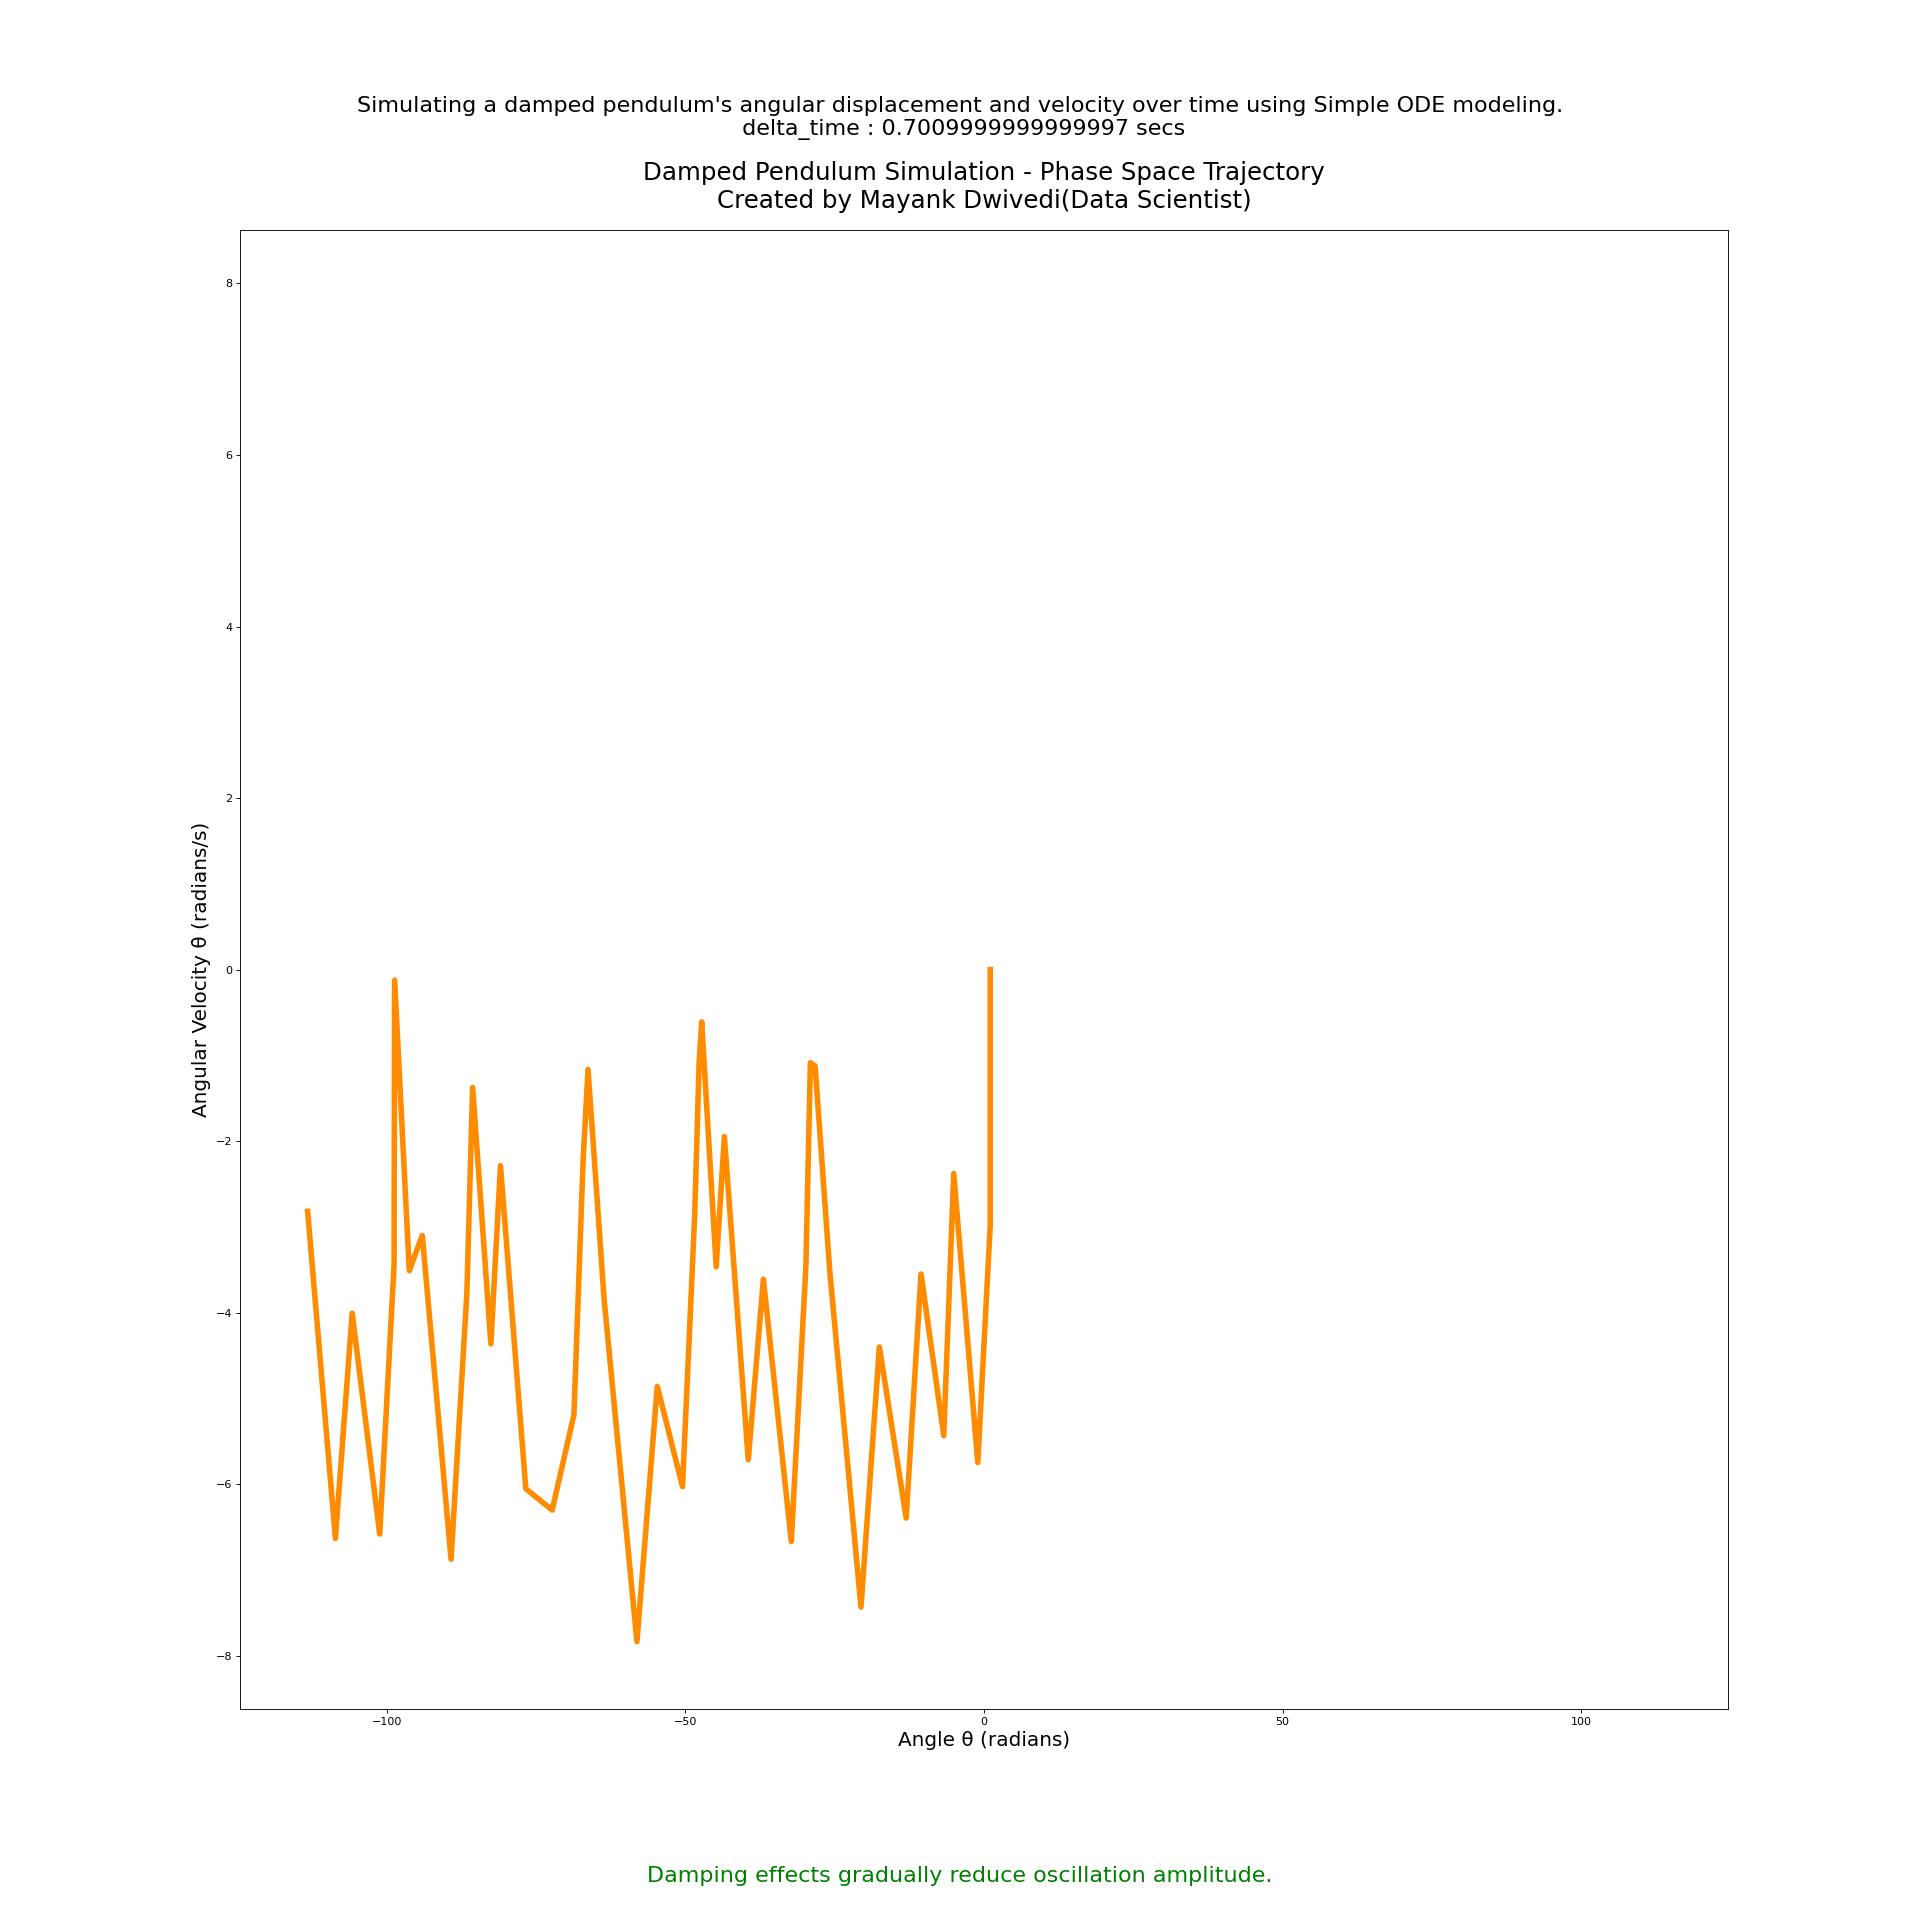 Simulating a damped pendulum's angular displacement and velocity over time using Simple ODE modeling.
delta_time : 0.7009999999999997 secs
Damped Pendulum Simulation - Phase Space Trajectory
Created by Mayank Dwivedi(Data Scientist)
8
6
4
2
0
−2
−4
−6
−8
Angular Velocity θ̇ (radians/s)
−100
−50
0
50
100
Angle θ (radians)
Damping effects gradually reduce oscillation amplitude.